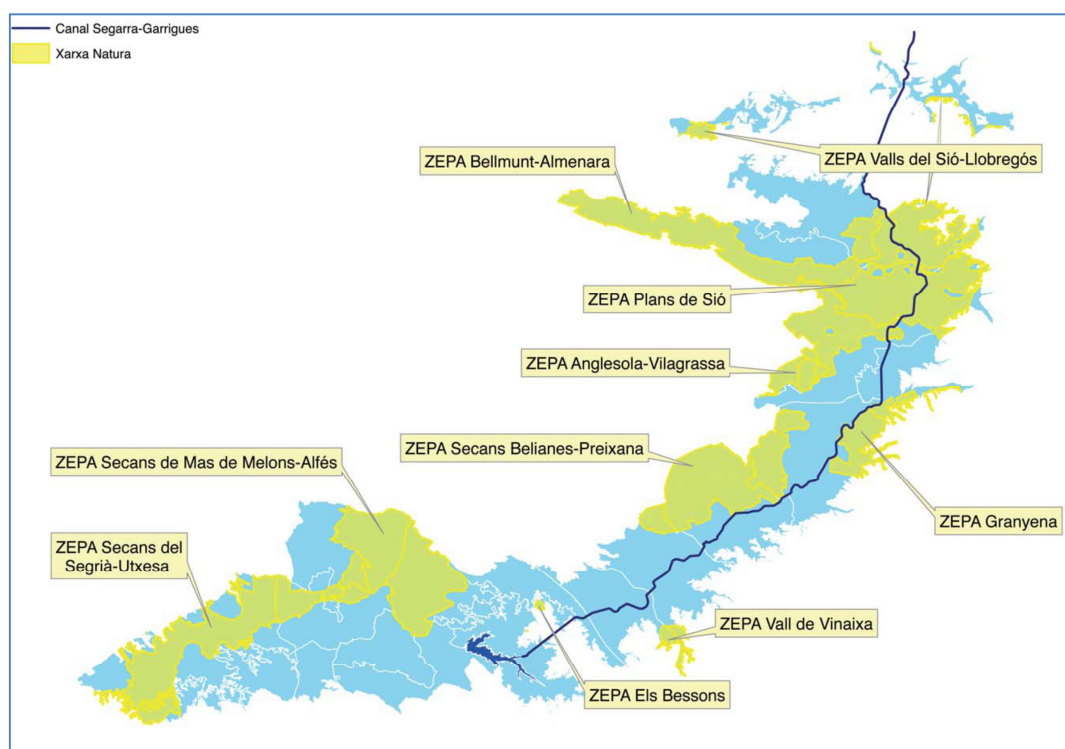 Canal Segarra-Garrigues
Xarxa Natura
ZEPA Bellmunt-Almenara
ZEPA Valls del Sió-Llobregós
ZEPA Plans de Sió
ZEPA Anglesola-Vilagrassa
ZEPA Secans de Mas de Melons-Alfés
ZEPA Secans Belianes-Preixana
ZEPA Granyena
ZEPA Secans del
Segrià-Utxesa
ZEPA Vall de Vinaixa
ZEPA Els Bessons